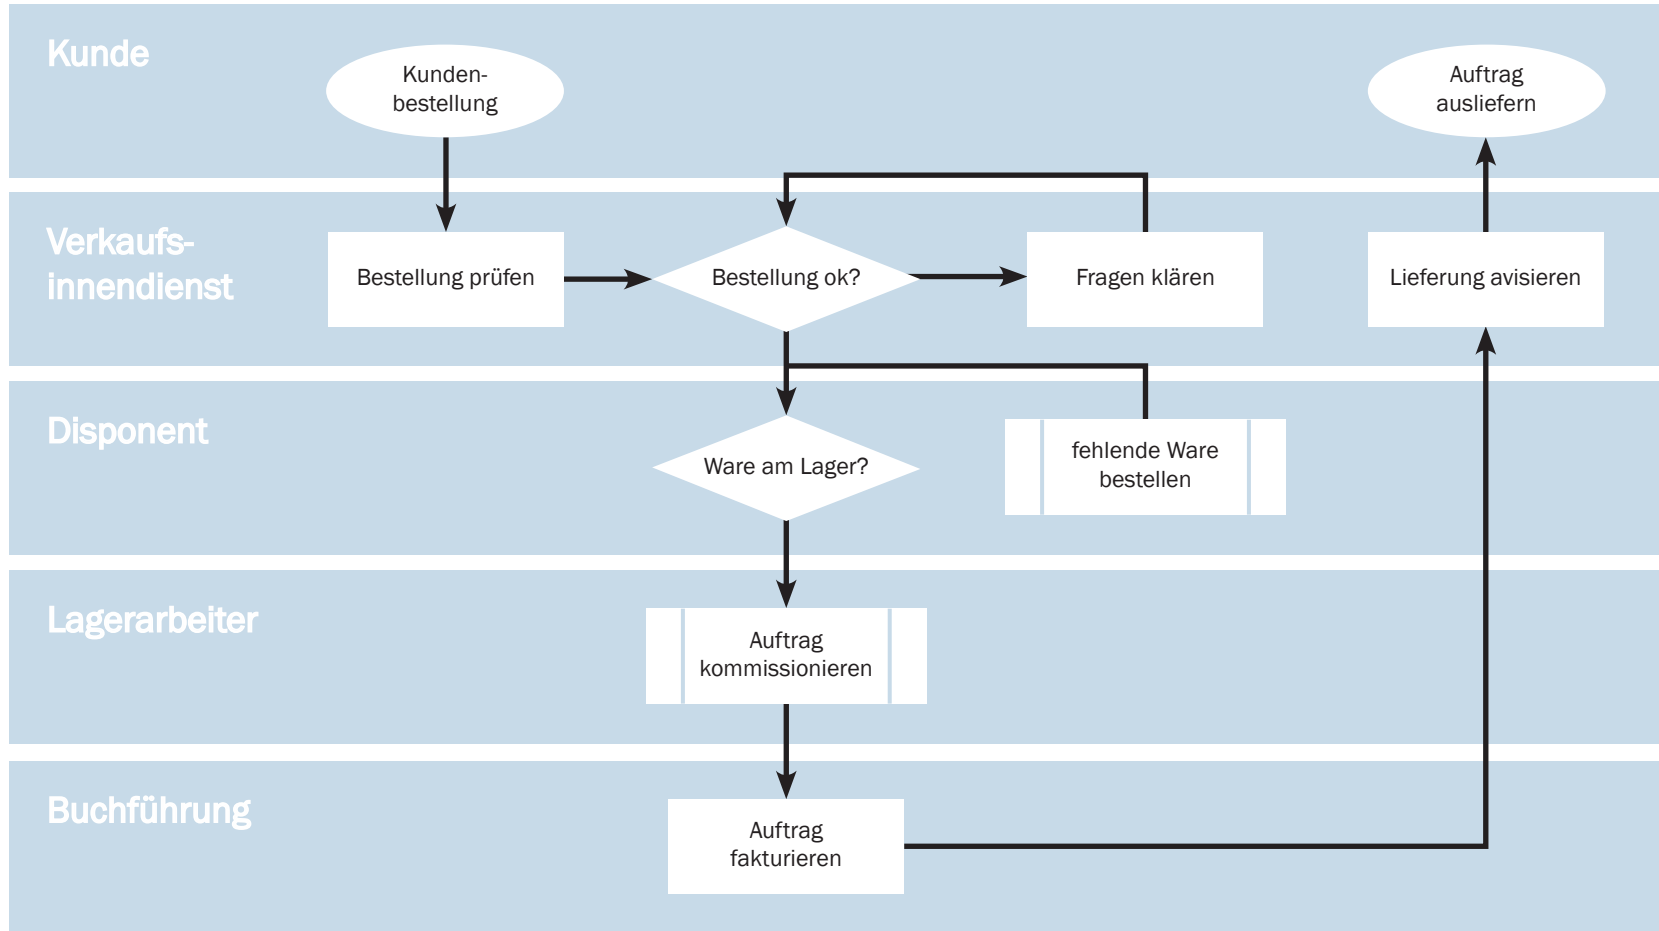 Kunde
Kunden-
bestellung
Auftrag
ausliefern
Verkaufs-
innendienst
Bestellung prüfen
Bestellung ok?
Fragen klären
Lieferung avisieren
Disponent
Ware am Lager?
fehlende Ware
bestellen
Lagerarbeiter
Auftrag
kommissionieren
Buchführung
Auftrag
fakturieren